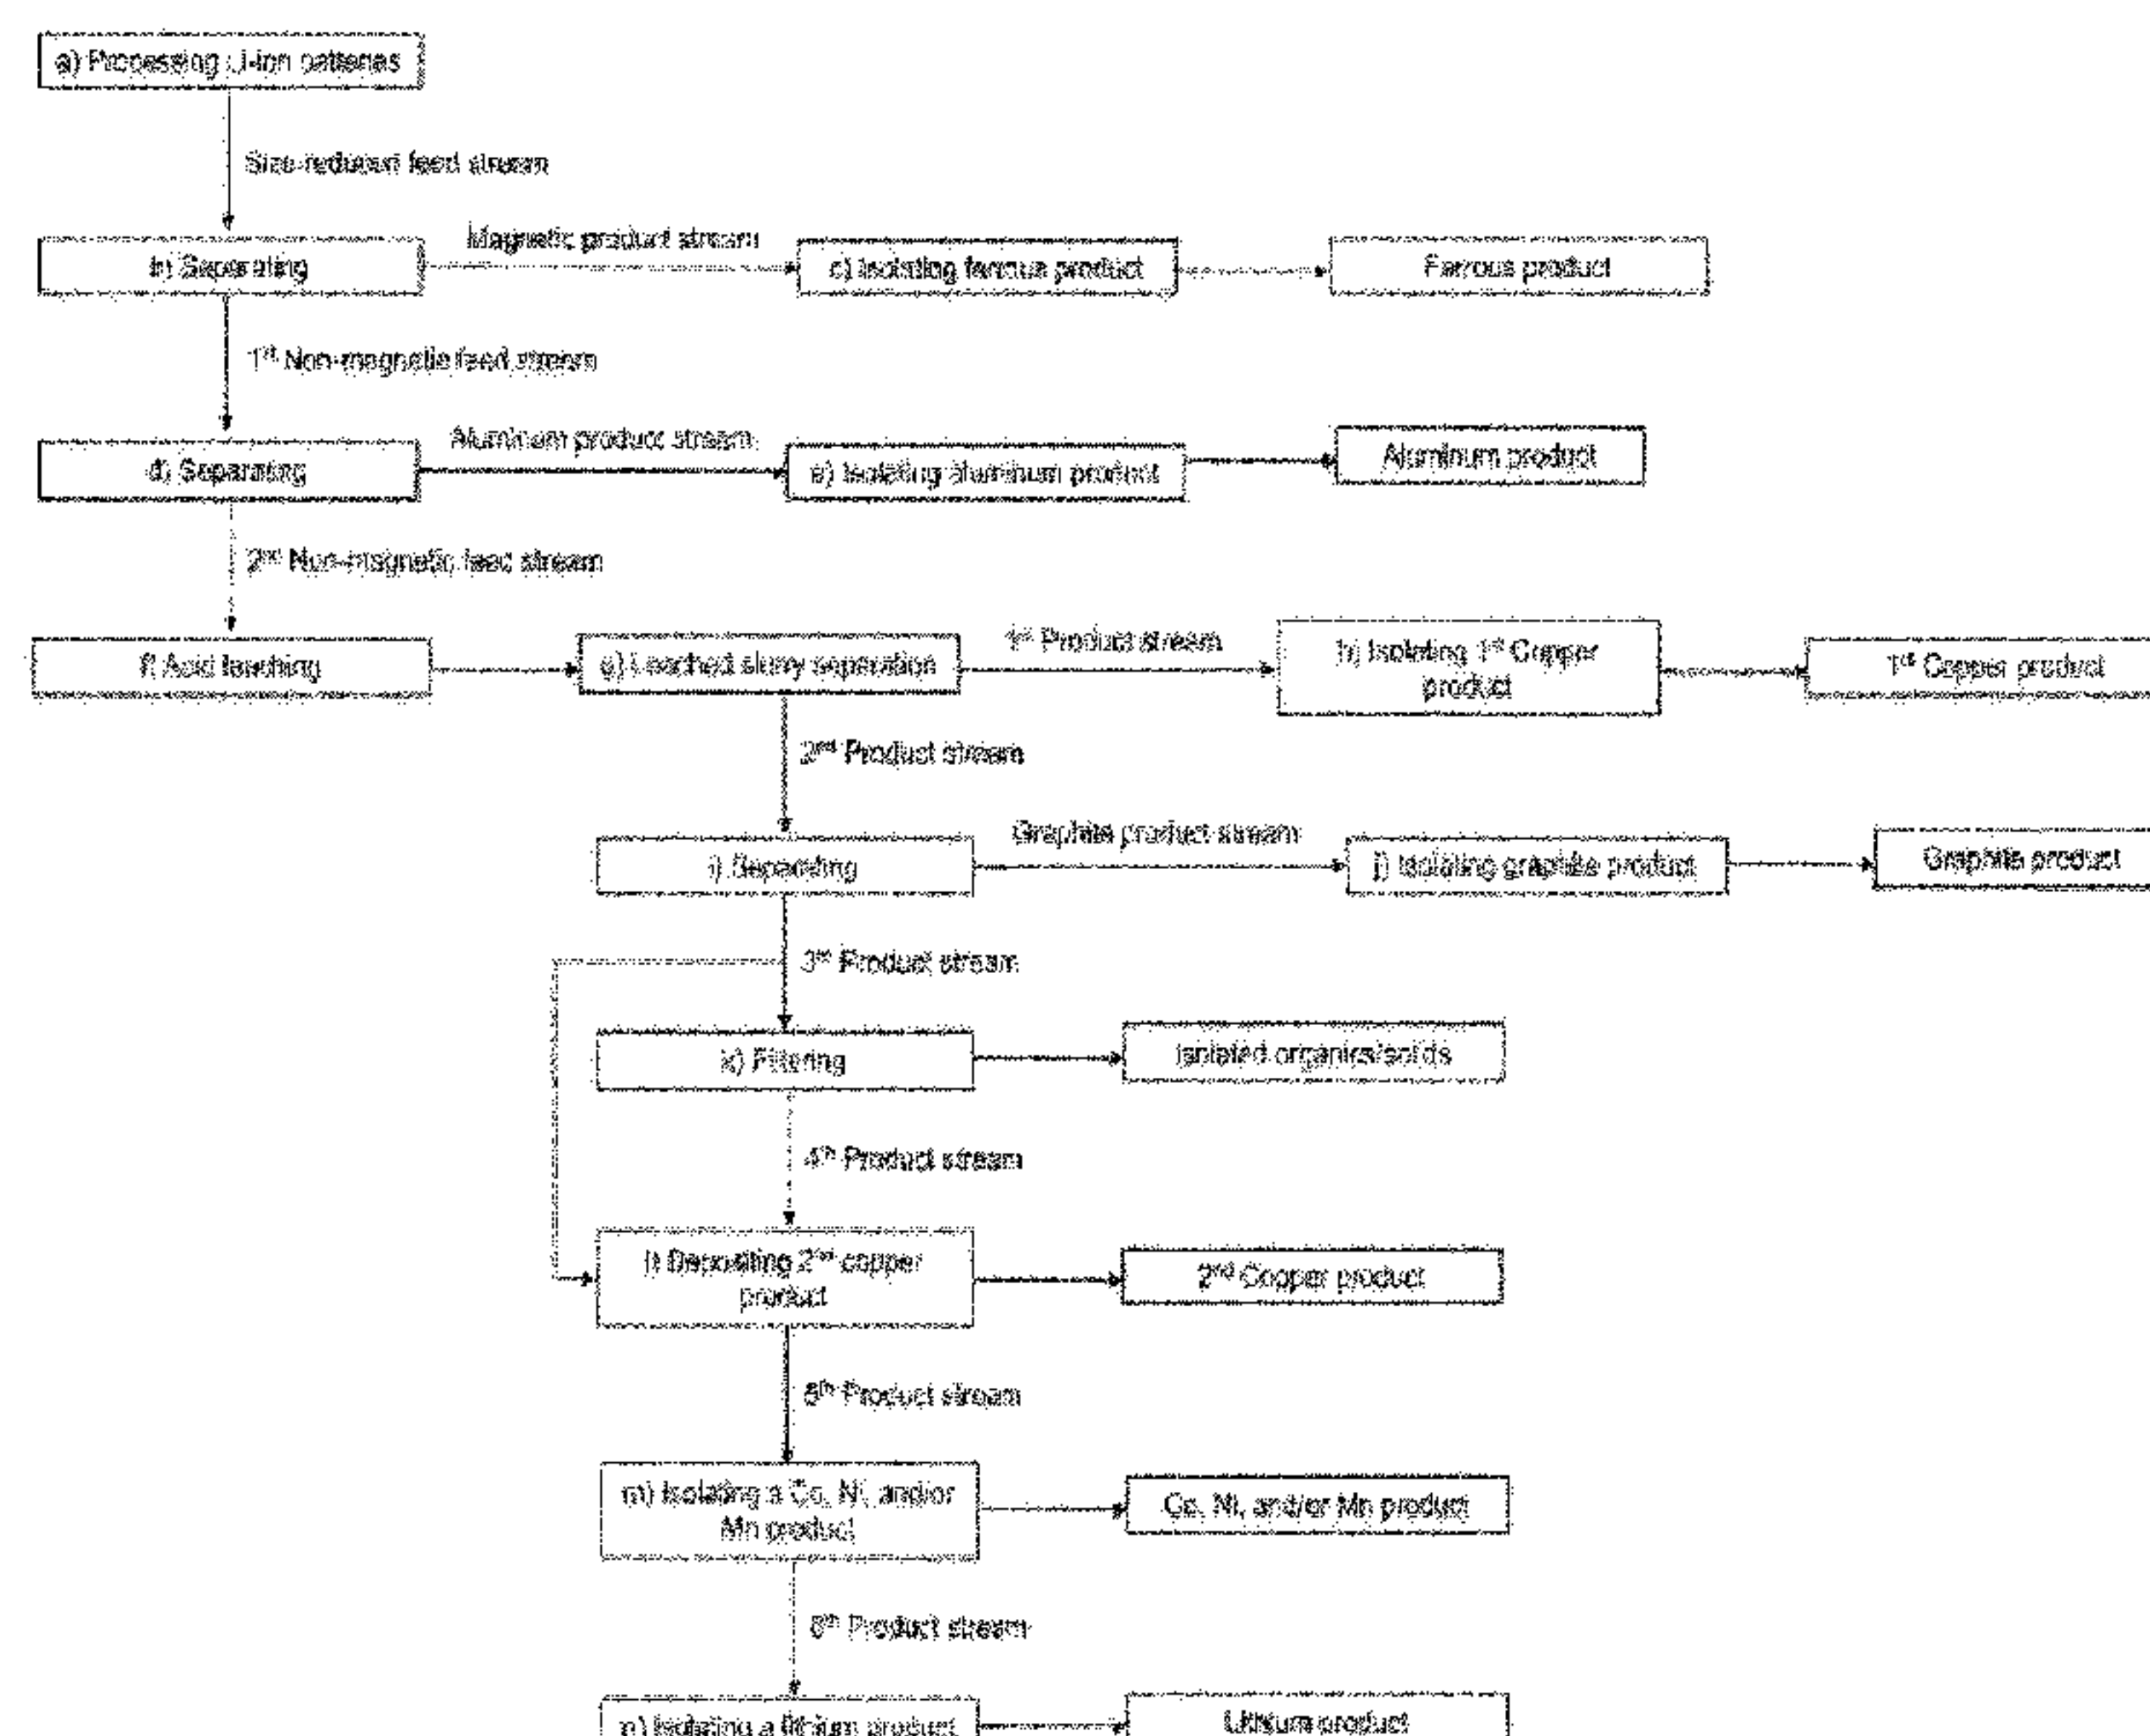 a) Processing Li-ion batteries
Size-reduced feed stream
b) Separating
Magnetic product stream
c) Isolating ferrous product
Ferrous product
1st Non-magnetic feed stream
d) Separating
Aluminum product stream
e) Isolating aluminum product
Aluminum product
2nd Non-magnetic feed stream
f) Acid leaching
g) Leached slurry separation
1st Product stream
h) Isolating 1st Copper
product
1st Copper product
2nd Product stream
i) Separating
Graphite product stream
j) Isolating graphite product
Graphite product
3rd Product stream
k) Filtering
Isolated organics/solids
4th Product stream
l) Depositing 2nd copper
product
2nd Copper product
5th Product stream
m) Isolating a Co, Ni, and/or
Mn product
Co, Ni, and/or Mn product
6th Product stream
n) Isolating a lithium product
Lithium product